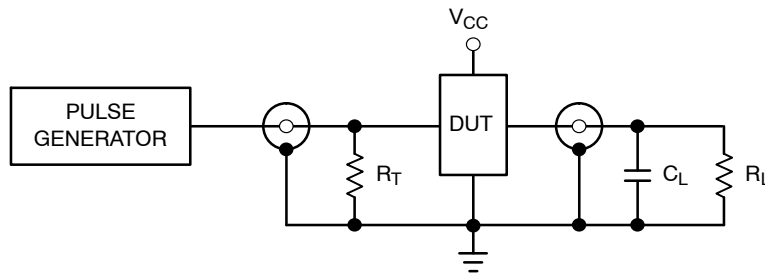 V_CC
PULSE
GENERATOR
DUT
R_T
C_L
R_L